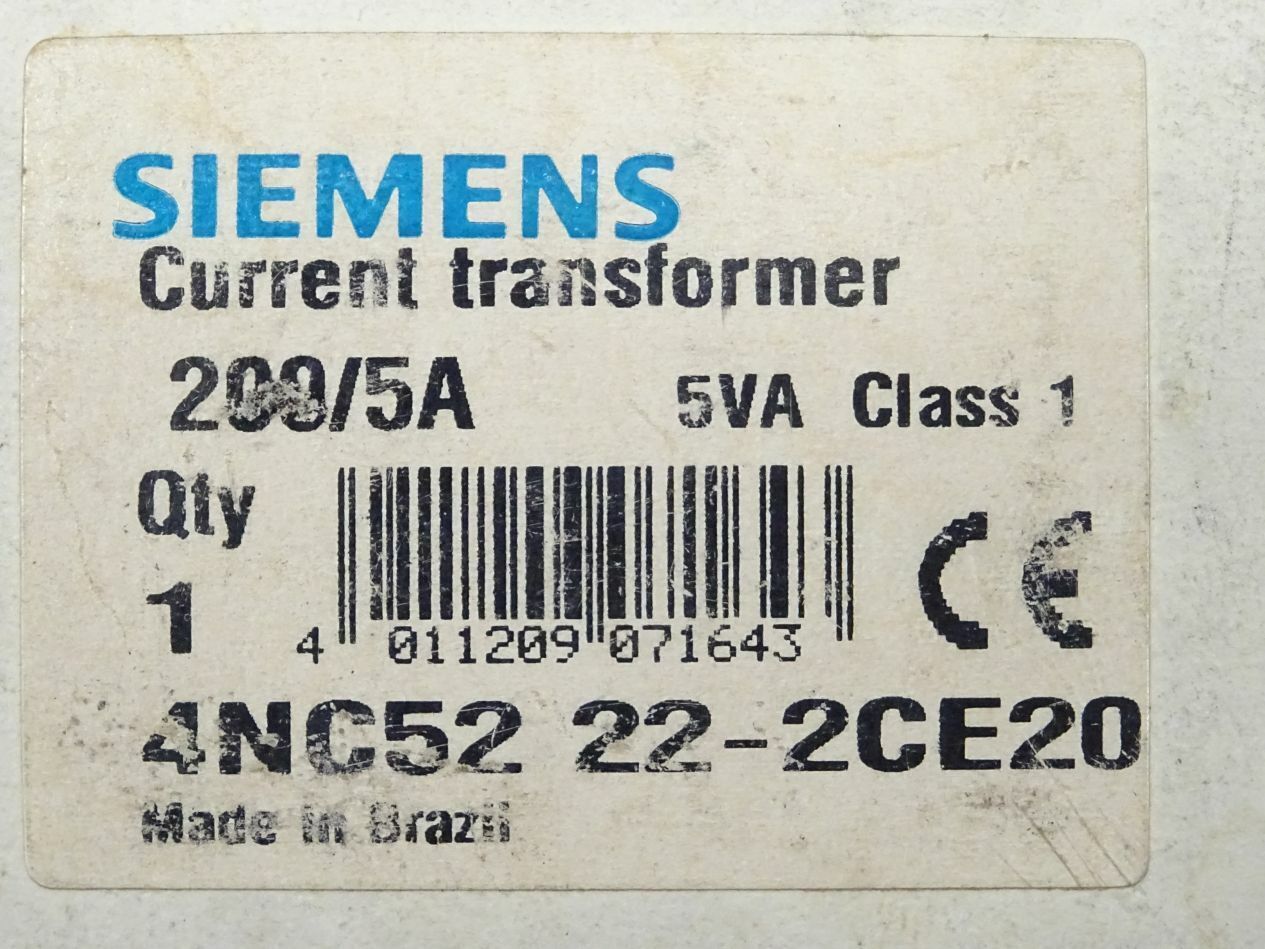 SIEMENS
Current transformer
200/5A 5VA Class 1
Qty
1
4 011209 071643
CE
4NC52 22-2CE20
Made in Brazil